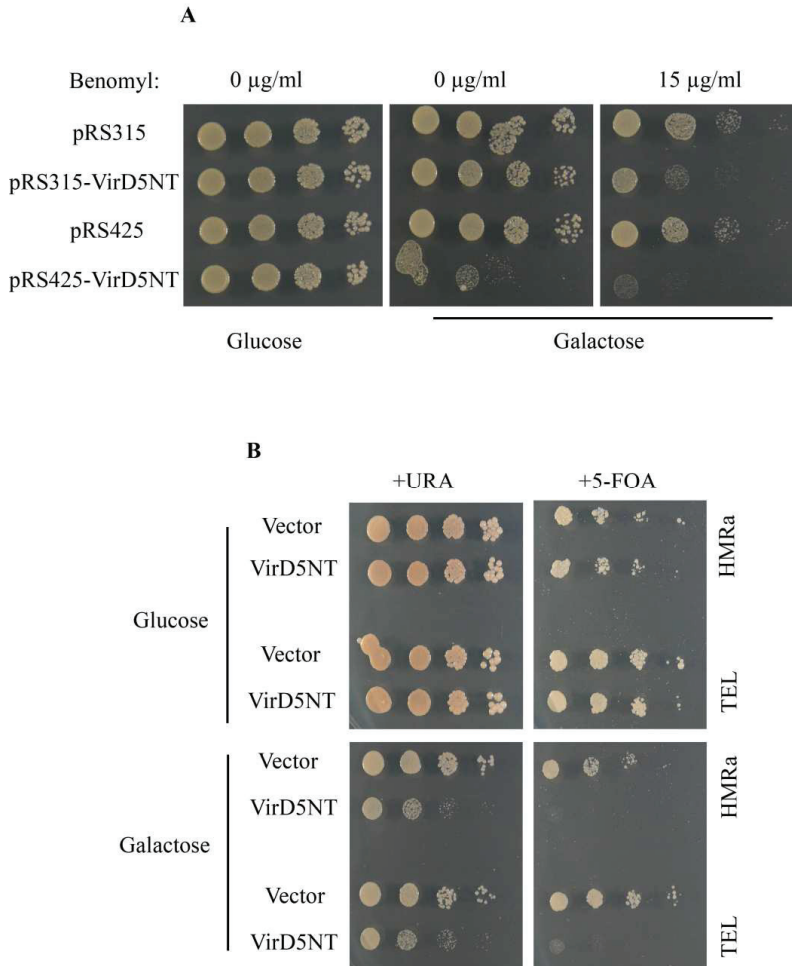 A
Benomyl: 0 µg/ml 0 µg/ml 15 µg/ml
pRS315
pRS315-VirD5NT
pRS425
pRS425-VirD5NT
Glucose Galactose
B
+URA +5-FOA
Vector
VirD5NT
HMRa
Glucose
Vector
VirD5NT
TEL
Vector
VirD5NT
HMRa
Galactose
Vector
VirD5NT
TEL